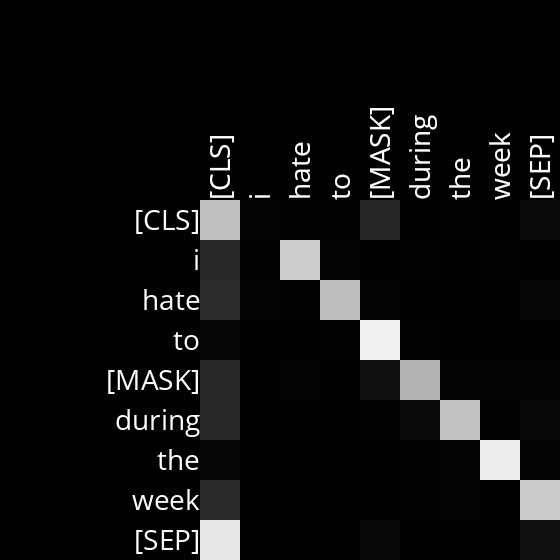 [CLS] i hate to [MASK] during the week [SEP]
[CLS]
i
hate
to
[MASK]
during
the
week
[SEP]